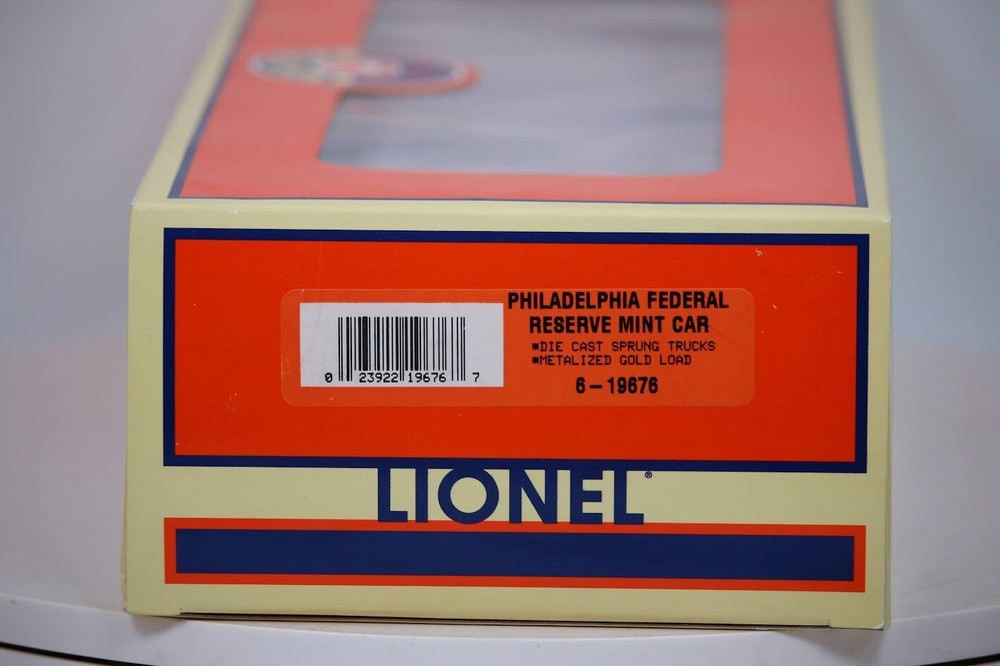 PHILADELPHIA FEDERAL
RESERVE MINT CAR
*DIE CAST SPRUNG TRUCKS
*METALIZED GOLD LOAD
6-19676
0 23922 19676 7
LIONEL®